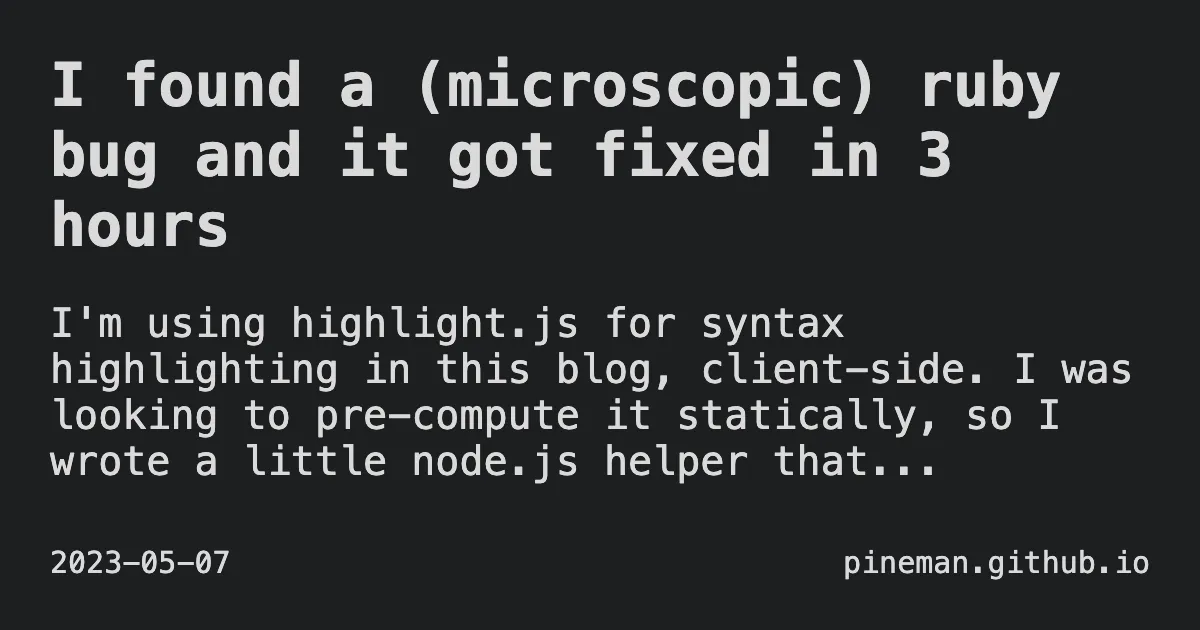 I found a (microscopic) ruby
bug and it got fixed in 3
hours
I'm using highlight.js for syntax
highlighting in this blog, client-side. I was
looking to pre-compute it statically, so I
wrote a little node.js helper that...
2023-05-07
pineman.github.io